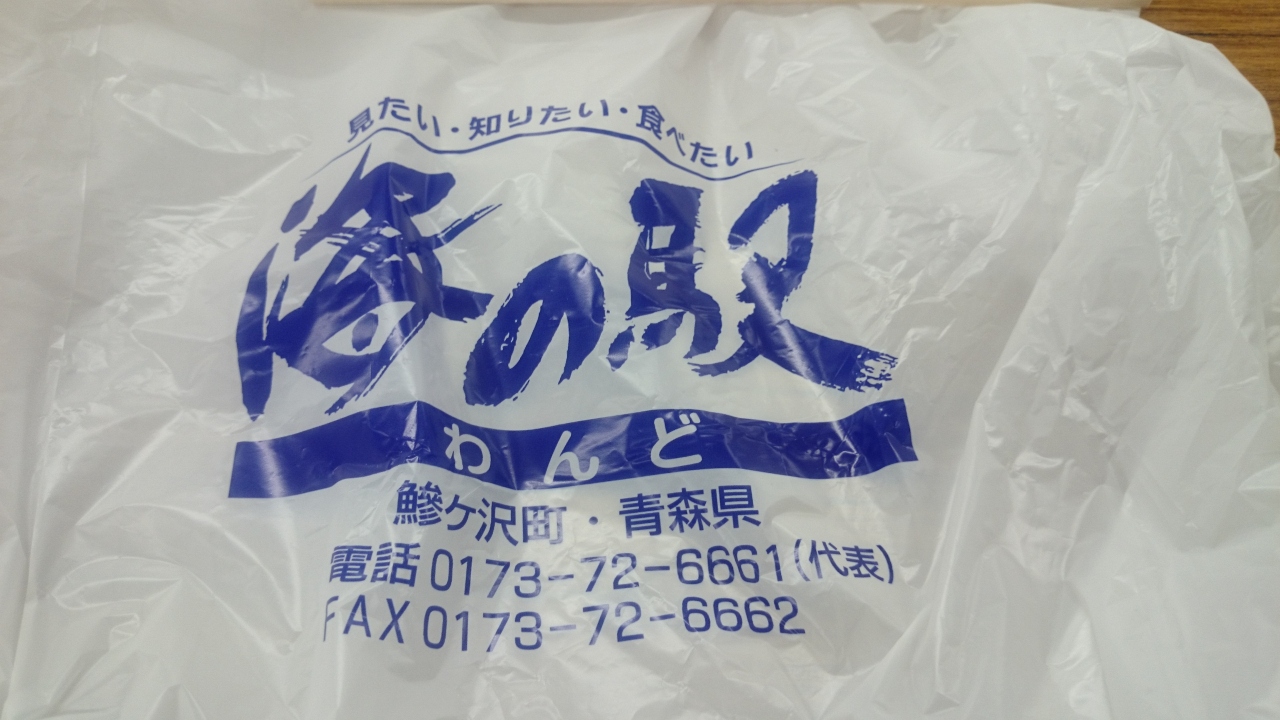 見たい・知りたい・食べたい
海の駅
わんど
鰺ヶ沢町・青森県
電話 0173-72-6661(代表)
FAX 0173-72-6662